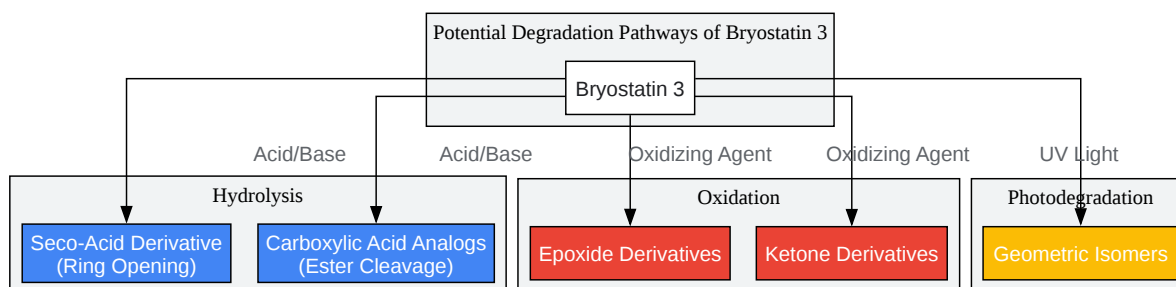 Potential Degradation Pathways of Bryostatin 3
Bryostatin 3
Acid/Base
Acid/Base
Oxidizing Agent
Oxidizing Agent
UV Light
Hydrolysis
Oxidation
Photodegradation
Seco-Acid Derivative
(Ring Opening)
Carboxylic Acid Analogs
(Ester Cleavage)
Epoxide Derivatives
Ketone Derivatives
Geometric Isomers